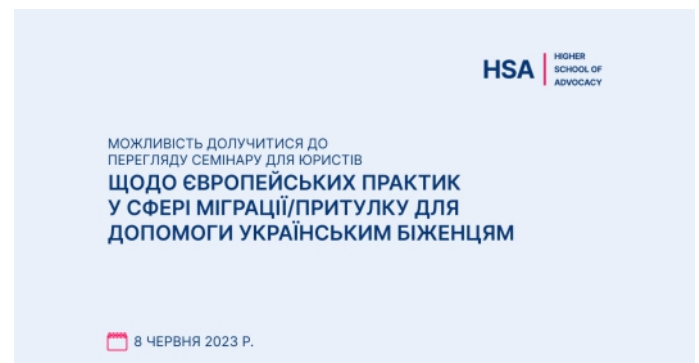 HSA
HIGHER
SCHOOL OF
ADVOCACY
МОЖЛИВІСТЬ ДОЛУЧИТИСЯ ДО
ПЕРЕГЛЯДУ СЕМІНАРУ ДЛЯ ЮРИСТІВ
ЩОДО ЄВРОПЕЙСЬКИХ ПРАКТИК
У СФЕРІ МІГРАЦІЇ/ПРИТУЛКУ ДЛЯ
ДОПОМОГИ УКРАЇНСЬКИМ БІЖЕНЦЯМ
8 ЧЕРВНЯ 2023 Р.